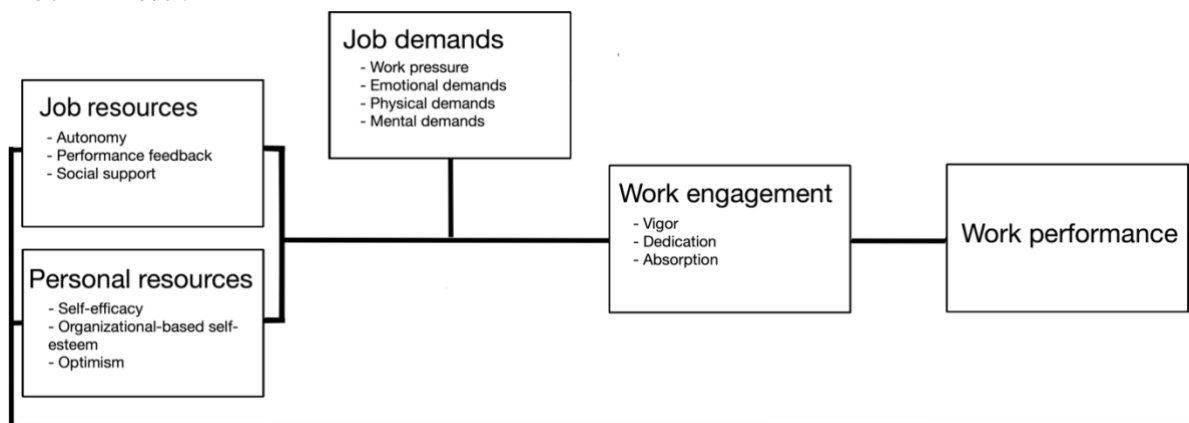 Job demands
- Work pressure
- Emotional demands
- Physical demands
- Mental demands
Job resources
- Autonomy
- Performance feedback
- Social support
Work engagement
- Vigor
- Dedication
- Absorption
Work performance
Personal resources
- Self-efficacy
- Organizational-based self-
esteem
- Optimism